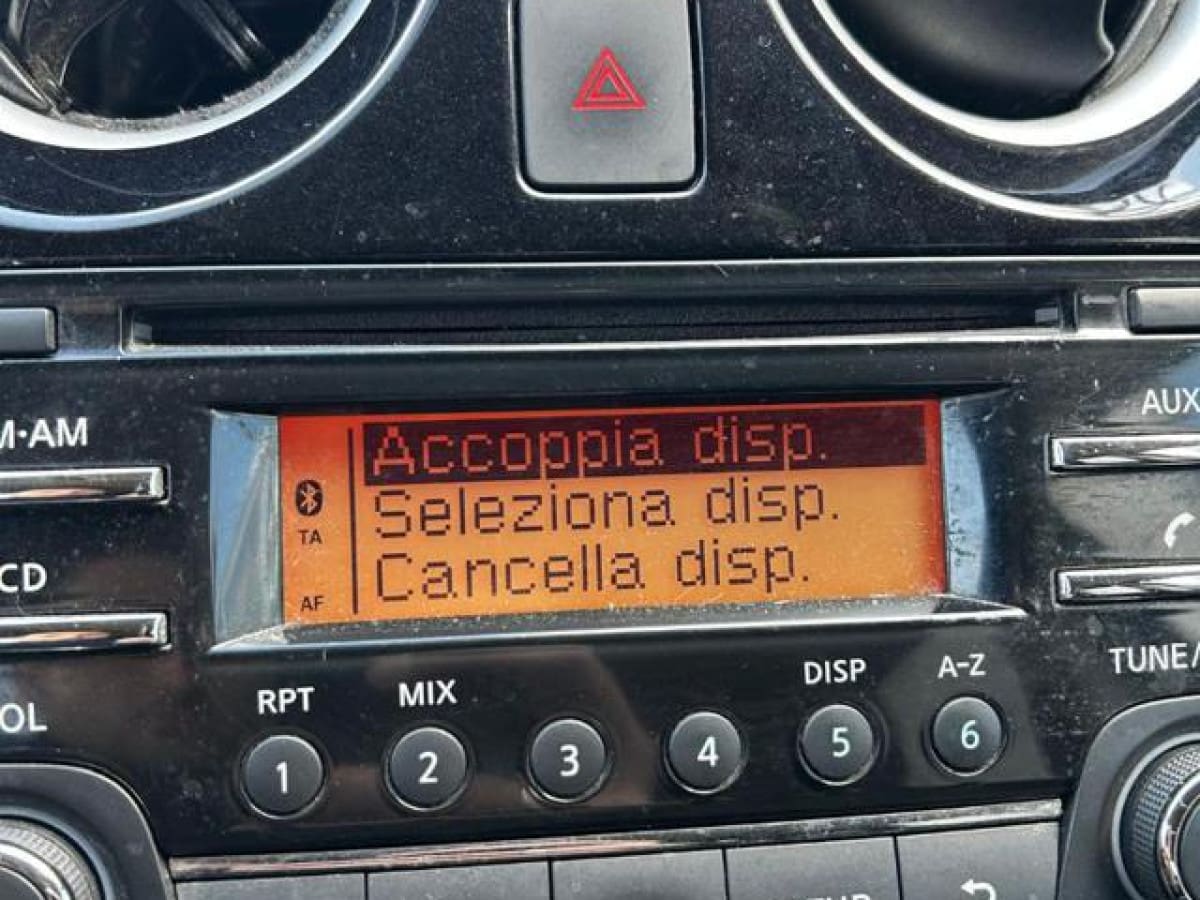 M·AM
AUX
Accoppia disp.
Seleziona disp.
TA
CD
Cancella disp.
AF
RPT
MIX
DISP
A-Z
TUNE/
OL
1
2
3
4
5
6